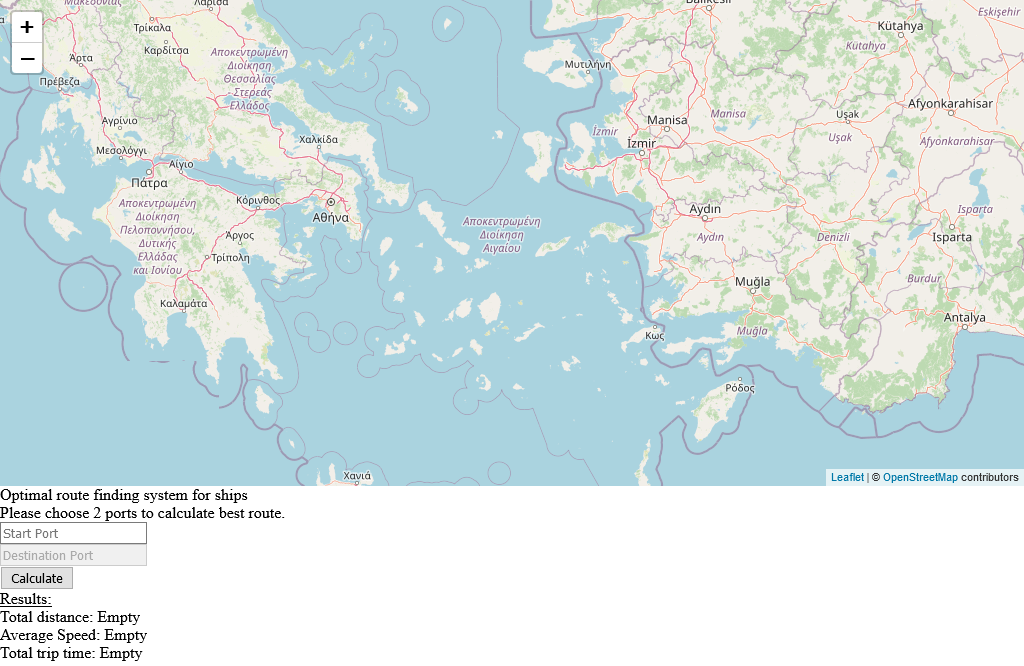 Μακεδονίας
Λάρισα
Balıkesir
Eskişehir
+
−
Τρίκαλα
Καρδίτσα
Άρτα
Πρέβεζα
Αποκεντρωμένη
Διοίκηση
Θεσσαλίας
- Στερεάς
Ελλάδος
Μυτιλήνη
Kütahya
Kütahya
Αγρίνιο
Μεσολόγγι
Αίγιο
Πάτρα
Χαλκίδα
İzmir
İzmir
Manisa
Manisa
Uşak
Uşak
Afyonkarahisar
Afyonkarahisar
Κόρινθος
Αθήνα
Αποκεντρωμένη
Διοίκηση
Πελοποννήσου,
Δυτικής
Ελλάδας
και Ιονίου
Άργος
Τρίπολη
Αποκεντρωμένη
Διοίκηση
Αιγαίου
Aydın
Aydın
Denizli
Isparta
Isparta
Burdur
Καλαμάτα
Muğla
Muğla
Antalya
Κως
Ρόδος
Χανιά
Leaflet | © OpenStreetMap contributors
Optimal route finding system for ships
Please choose 2 ports to calculate best route.
Start Port
Destination Port
Calculate
Results:
Total distance: Empty
Average Speed: Empty
Total trip time: Empty